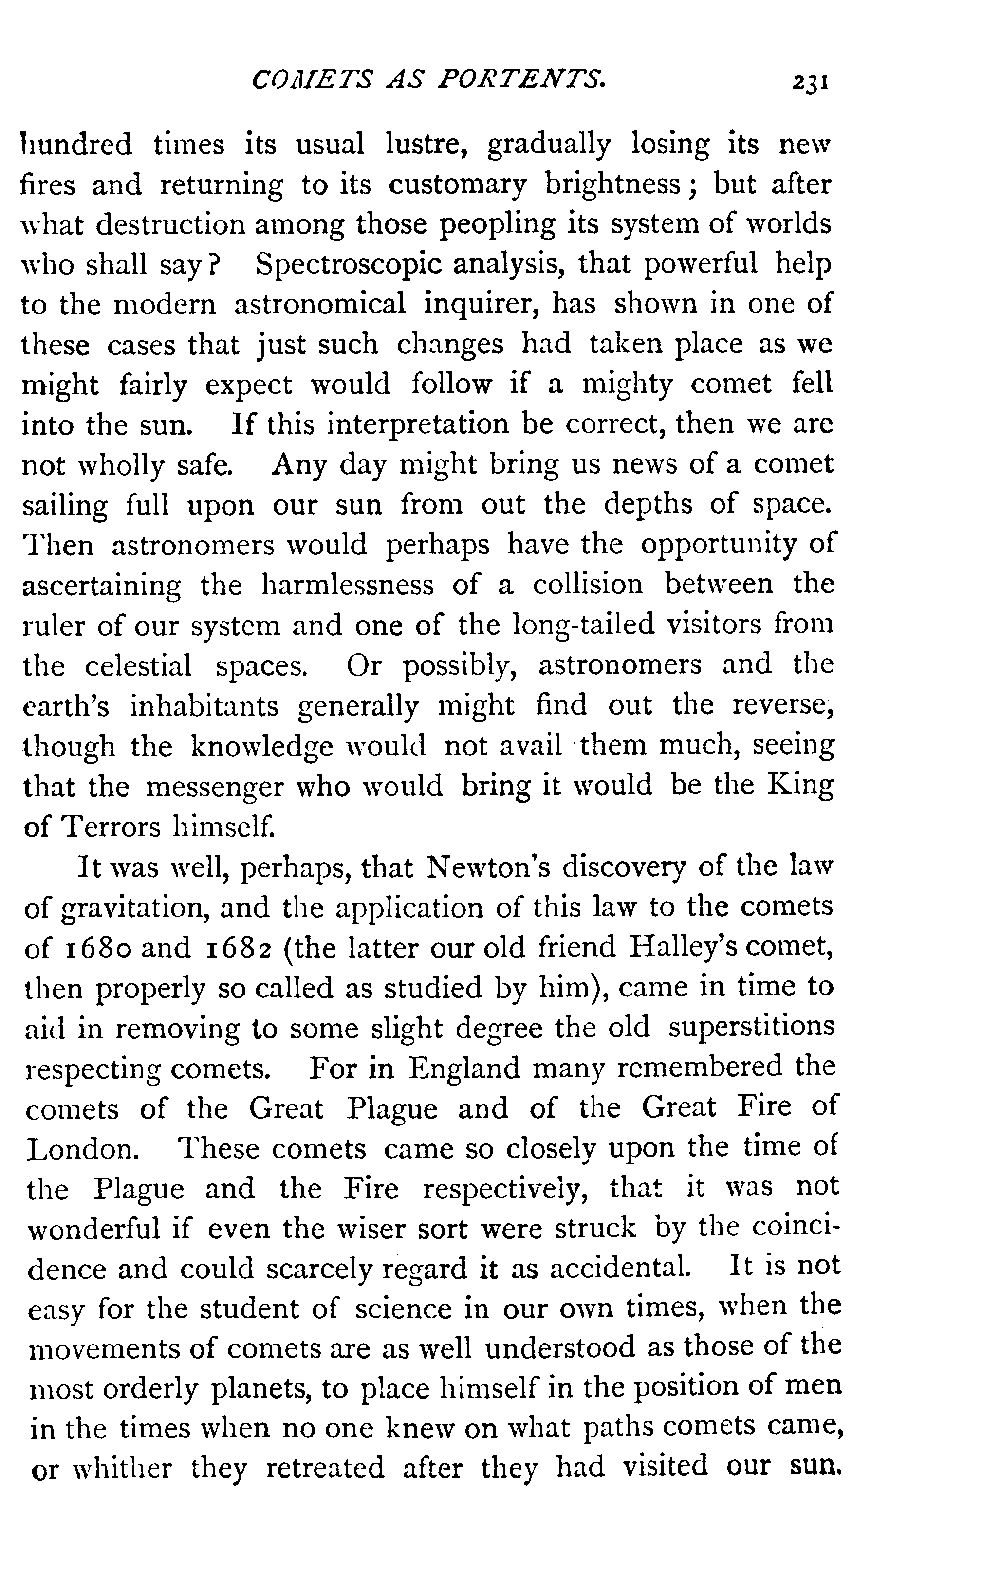 COMETS AS PORTENTS. 231
hundred times its usual lustre, gradually losing its new
fires and returning to its customary brightness; but after
what destruction among those peopling its system of worlds
who shall say? Spectroscopic analysis, that powerful help
to the modern astronomical inquirer, has shown in one of
these cases that just such changes had taken place as we
might fairly expect would follow if a mighty comet fell
into the sun. If this interpretation be correct, then we are
not wholly safe. Any day might bring us news of a comet
sailing full upon our sun from out the depths of space.
Then astronomers would perhaps have the opportunity of
ascertaining the harmlessness of a collision between the
ruler of our system and one of the long-tailed visitors from
the celestial spaces. Or possibly, astronomers and the
earth's inhabitants generally might find out the reverse,
though the knowledge would not avail them much, seeing
that the messenger who would bring it would be the King
of Terrors himself.
It was well, perhaps, that Newton's discovery of the law
of gravitation, and the application of this law to the comets
of 1680 and 1682 (the latter our old friend Halley's comet,
then properly so called as studied by him), came in time to
aid in removing to some slight degree the old superstitions
respecting comets. For in England many remembered the
comets of the Great Plague and of the Great Fire of
London. These comets came so closely upon the time of
the Plague and the Fire respectively, that it was not
wonderful if even the wiser sort were struck by the coinci-
dence and could scarcely regard it as accidental. It is not
easy for the student of science in our own times, when the
movements of comets are as well understood as those of the
most orderly planets, to place himself in the position of men
in the times when no one knew on what paths comets came,
or whither they retreated after they had visited our sun.